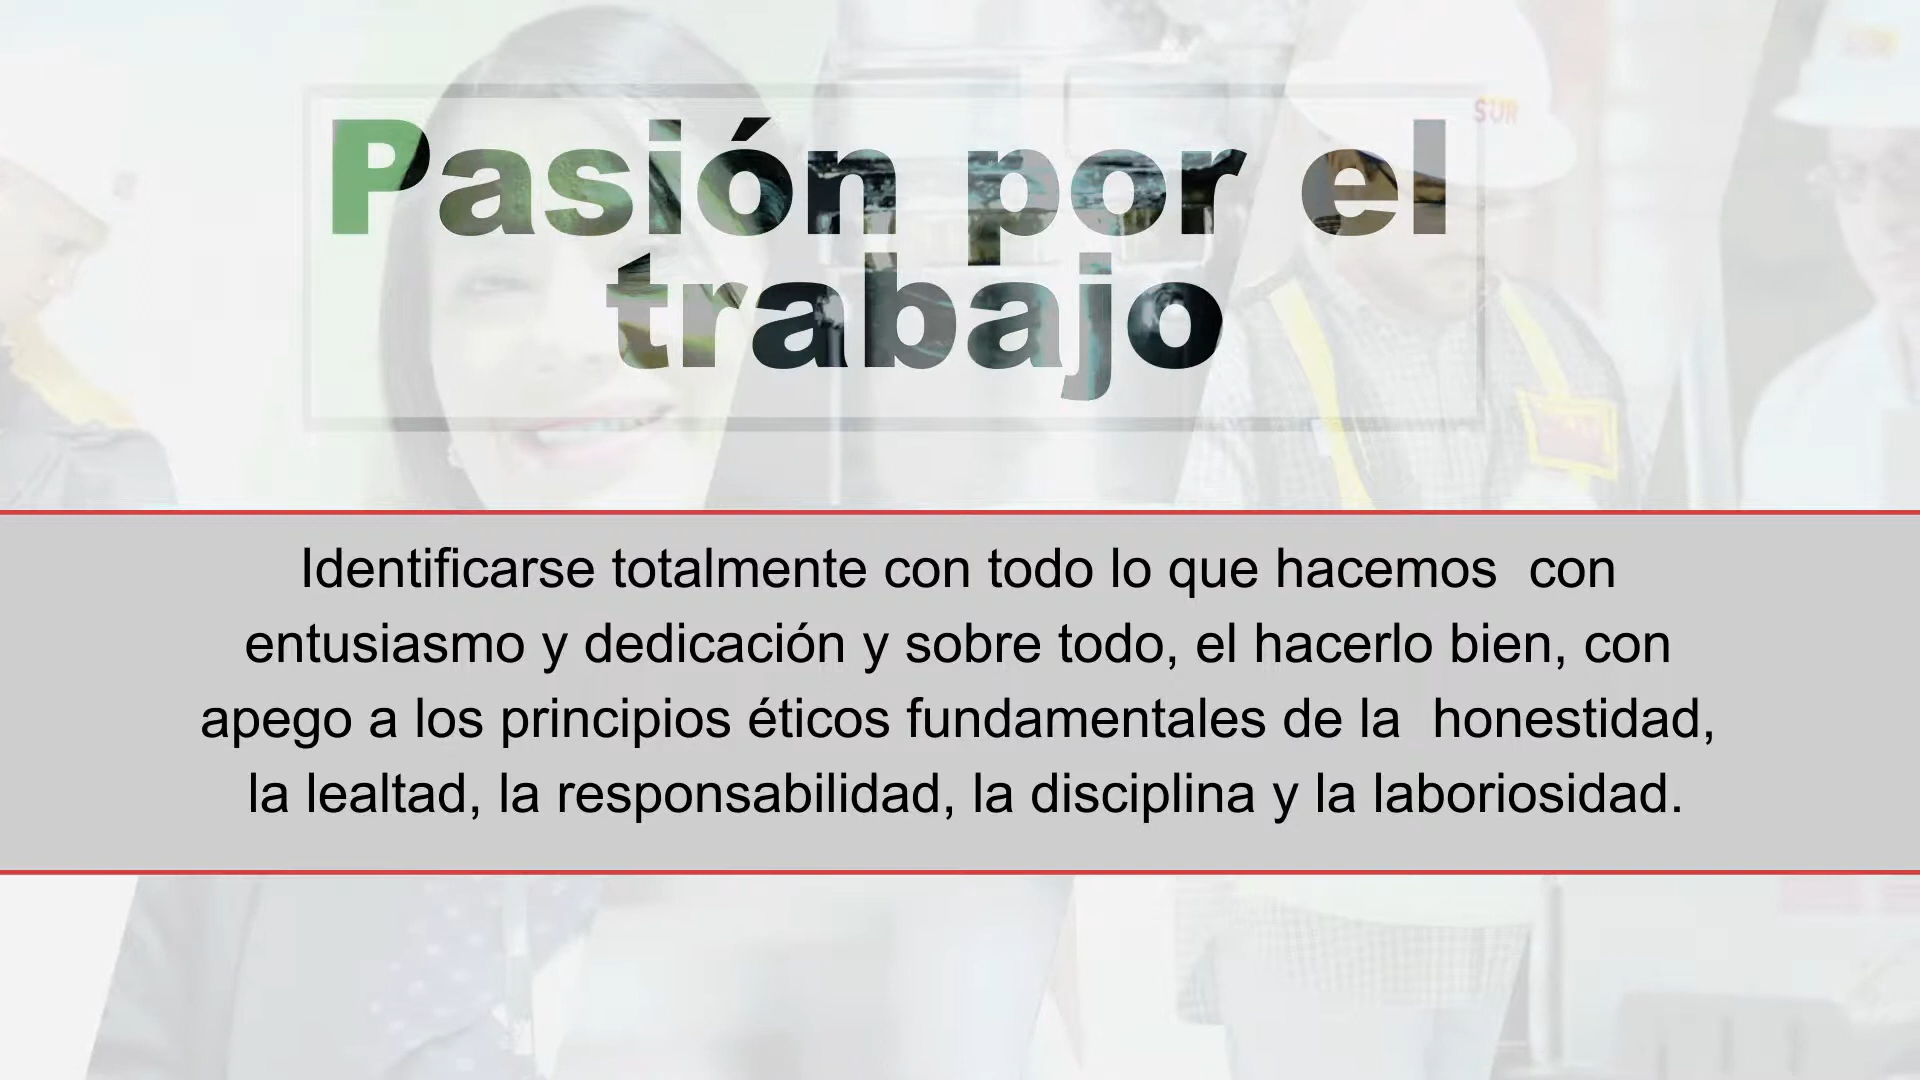 Pasión por el
trabajo
SUR
Identificarse totalmente con todo lo que hacemos  con
entusiasmo y dedicación y sobre todo, el hacerlo bien, con
apego a los principios éticos fundamentales de la  honestidad,
la lealtad, la responsabilidad, la disciplina y la laboriosidad.